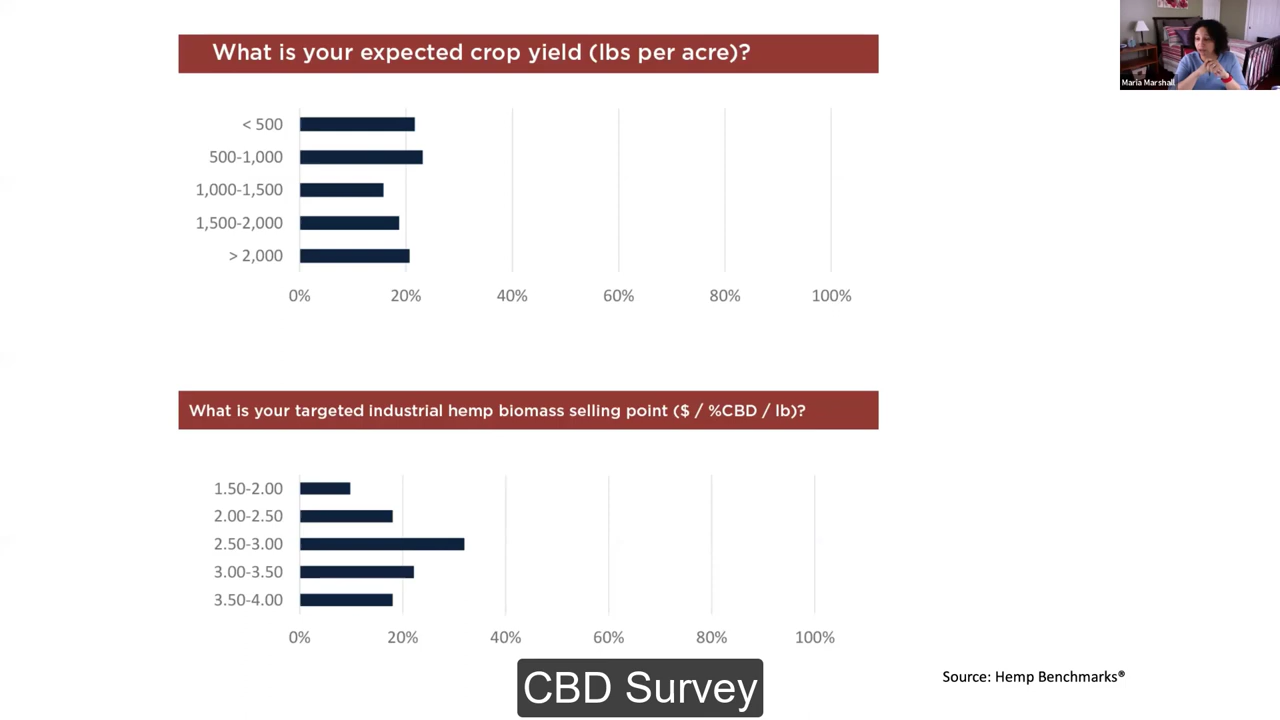 What is your expected crop yield (lbs per acre)?
Maria Marshall
< 500
500-1,000
1,000-1,500
1,500-2,000
> 2,000
0% 20% 40% 60% 80% 100%
What is your targeted industrial hemp biomass selling point ($ / %CBD / lb)?
1.50-2.00
2.00-2.50
2.50-3.00
3.00-3.50
3.50-4.00
0% 20% 40% 60% 80% 100%
CBD Survey
Source: Hemp Benchmarks®